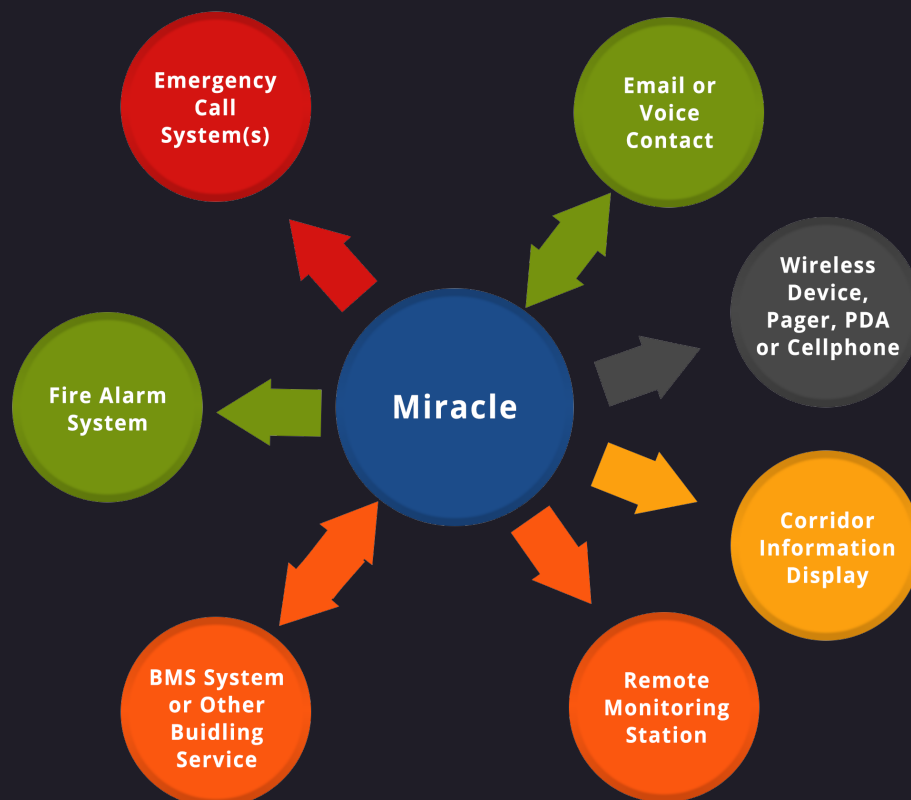 Emergency
Call
System(s)
Email or
Voice
Contact
Wireless
Device,
Pager, PDA
or Cellphone
Fire Alarm
System
Miracle
Corridor
Information
Display
BMS System
or Other
Buidling
Service
Remote
Monitoring
Station